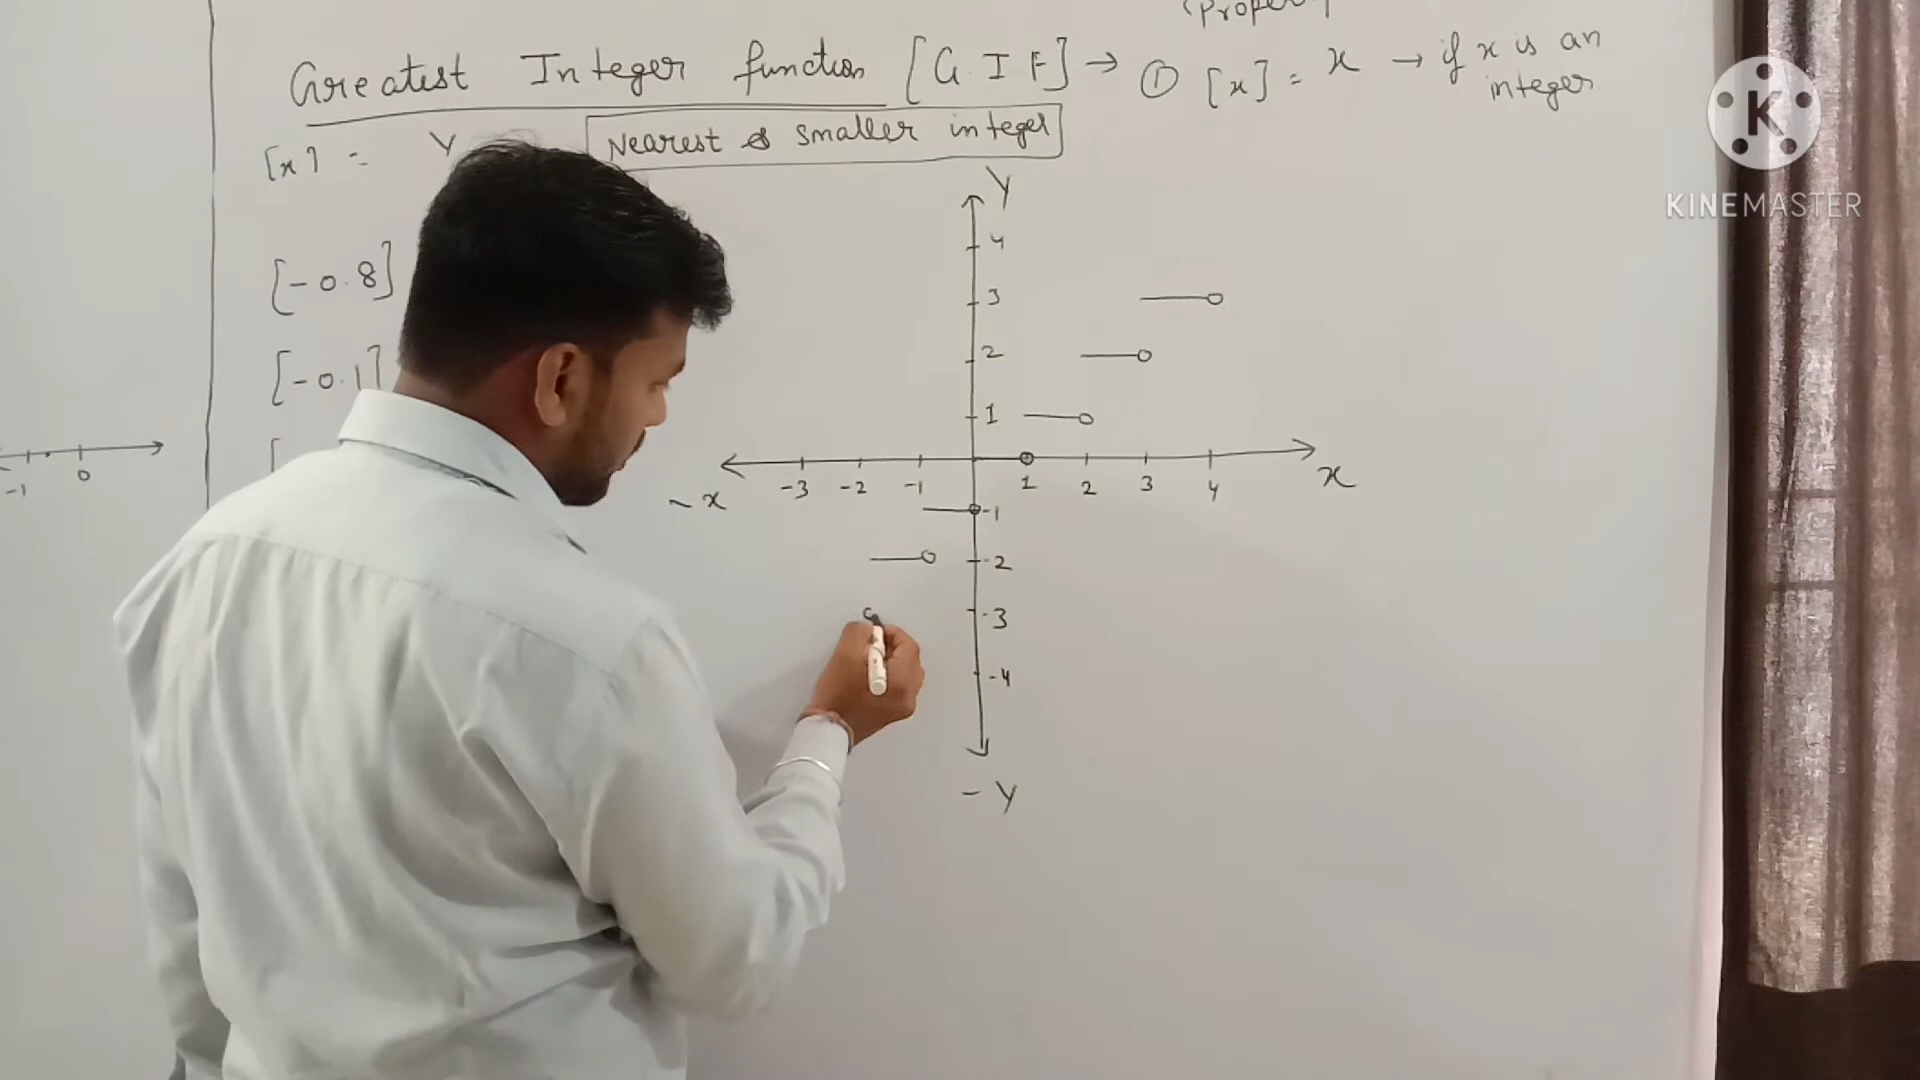 (Proper
Greatest Integer function [G.I.F] → ① [x] = x → if x is an
integer
[x] = Y
Nearest & smaller integer
[-0.8]
[-0.1]
[
Y
4
3
2
1
-3 -2 -1 1 2 3 4
-x x
-1
-2
-3
-4
-Y
-1 0
K
KINEMASTER